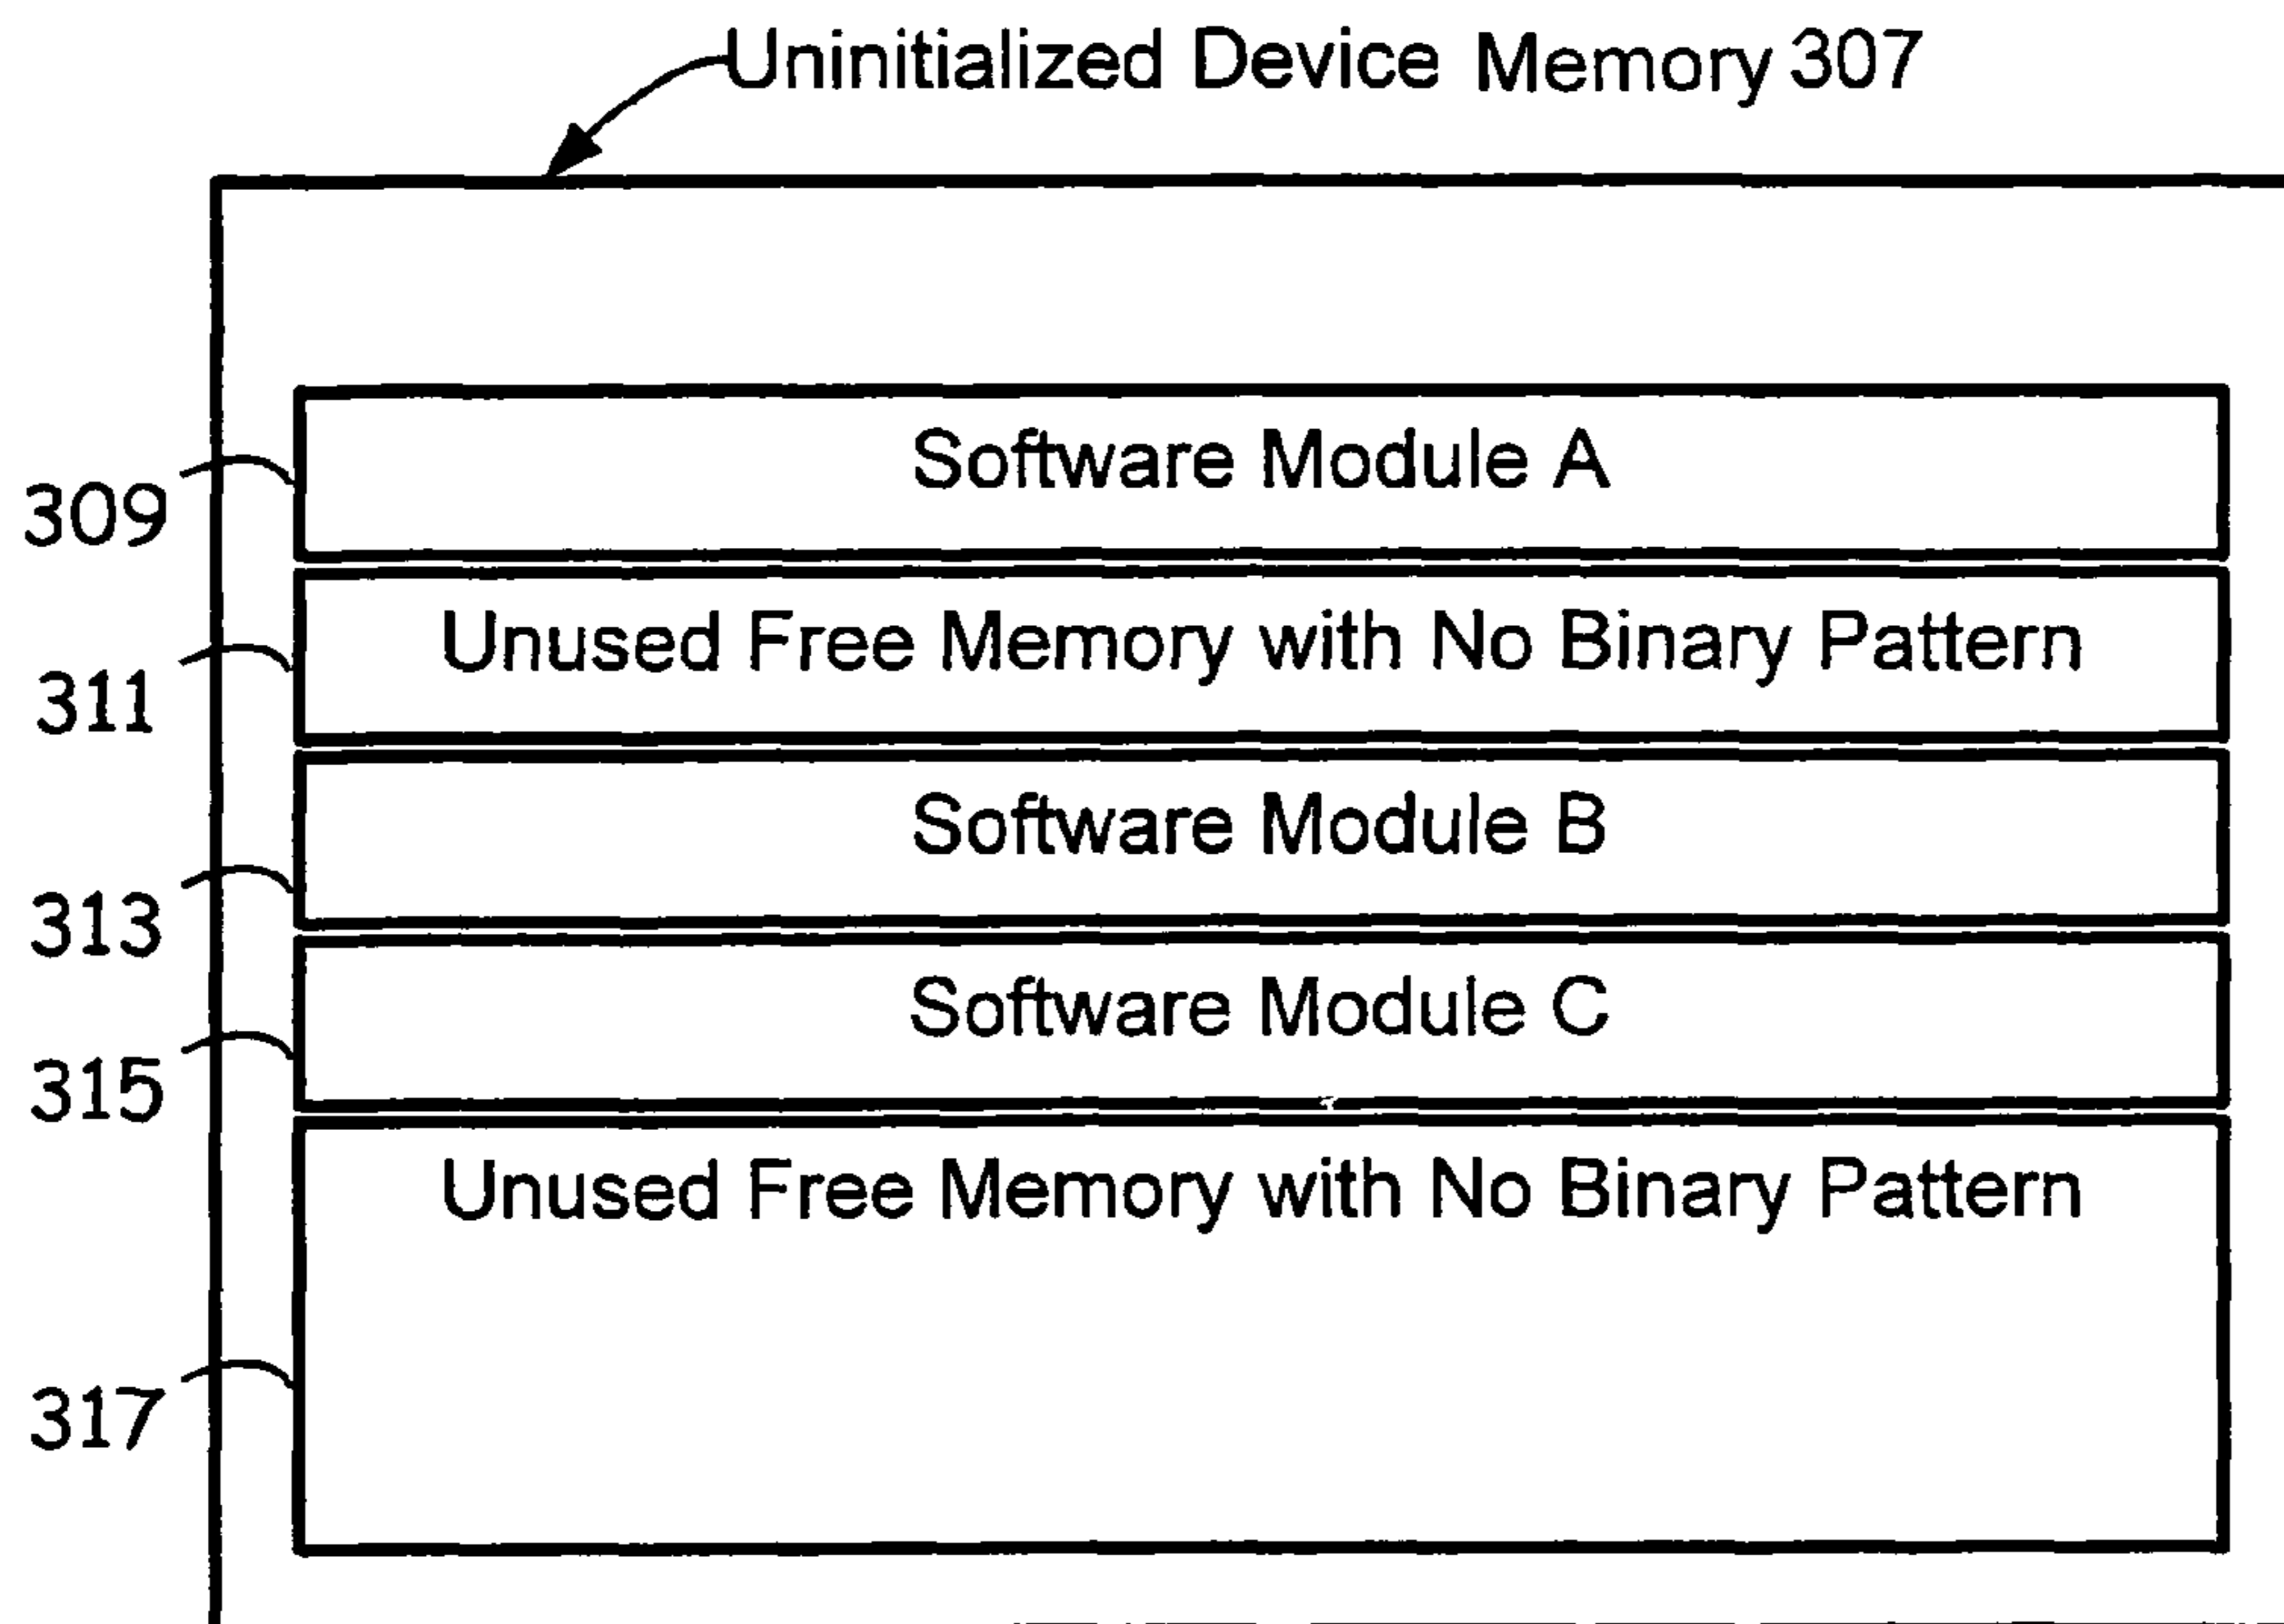 Uninitialized Device Memory 307
Software Module A
309
Unused Free Memory with No Binary Pattern
311
Software Module B
313
Software Module C
315
Unused Free Memory with No Binary Pattern
317